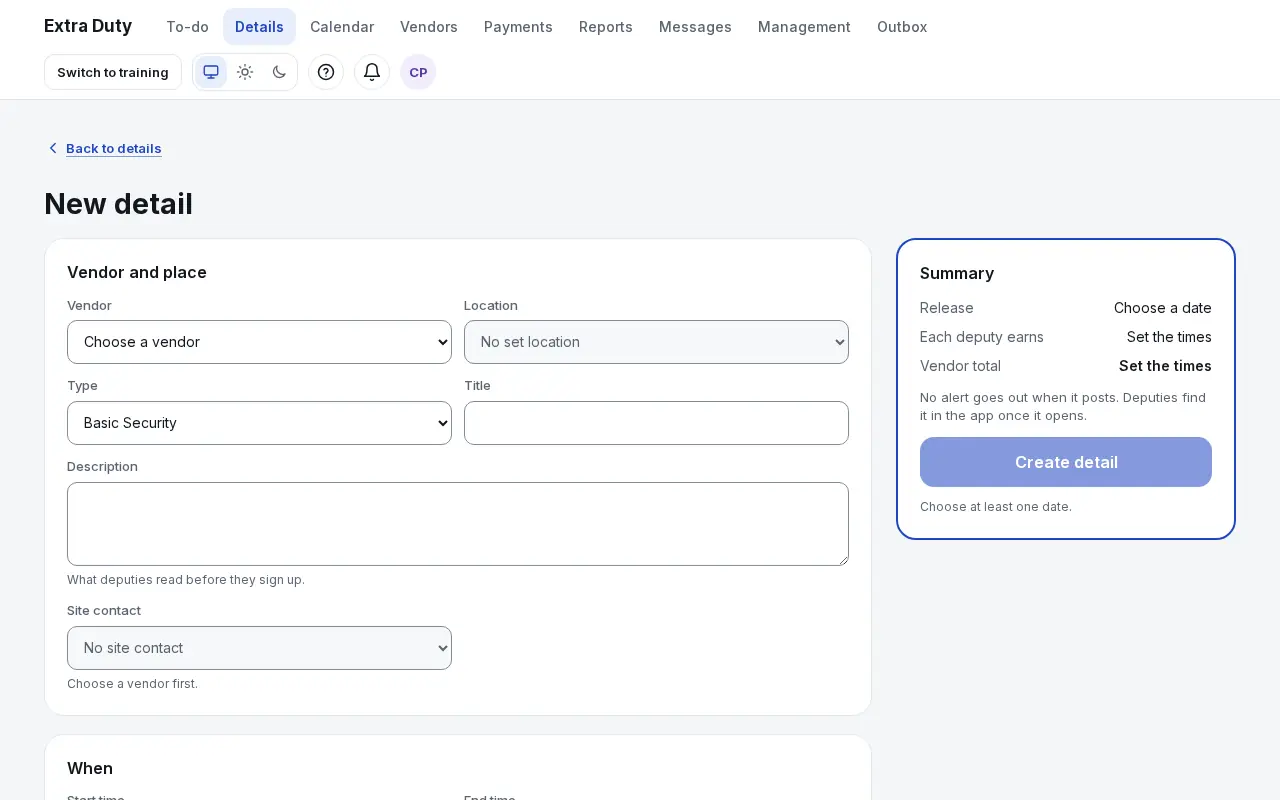 Extra Duty
To-do
Details
Calendar
Vendors
Payments
Reports
Messages
Management
Outbox
Switch to training
CP
Back to details
New detail
Vendor and place
Vendor
Location
Choose a vendor
No set location
Type
Title
Basic Security
Description
What deputies read before they sign up.
Site contact
No site contact
Choose a vendor first.
When
Start time
End time
Summary
Release
Choose a date
Each deputy earns
Set the times
Vendor total
Set the times
No alert goes out when it posts. Deputies find
it in the app once it opens.
Create detail
Choose at least one date.